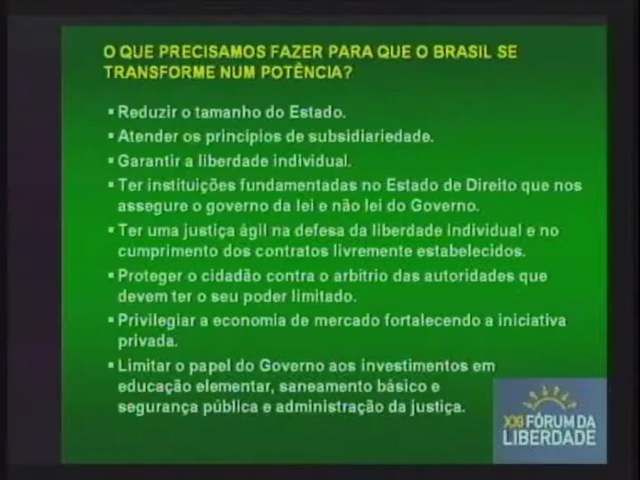 O QUE PRECISAMOS FAZER PARA QUE O BRASIL SE
TRANSFORME NUM POTÊNCIA?
▪ Reduzir o tamanho do Estado.
▪ Atender os princípios de subsidiariedade.
▪ Garantir a liberdade individual.
▪ Ter instituições fundamentadas no Estado de Direito que nos
assegure o governo da lei e não lei do Governo.
▪ Ter uma justiça ágil na defesa da liberdade individual e no
cumprimento dos contratos livremente estabelecidos.
▪ Proteger o cidadão contra o arbítrio das autoridades que
devem ter o seu poder limitado.
▪ Privilegiar a economia de mercado fortalecendo a iniciativa
privada.
▪ Limitar o papel do Governo aos investimentos em
educação elementar, saneamento básico e
segurança pública e administração da justiça.
FÓRUM DA
LIBERDADE